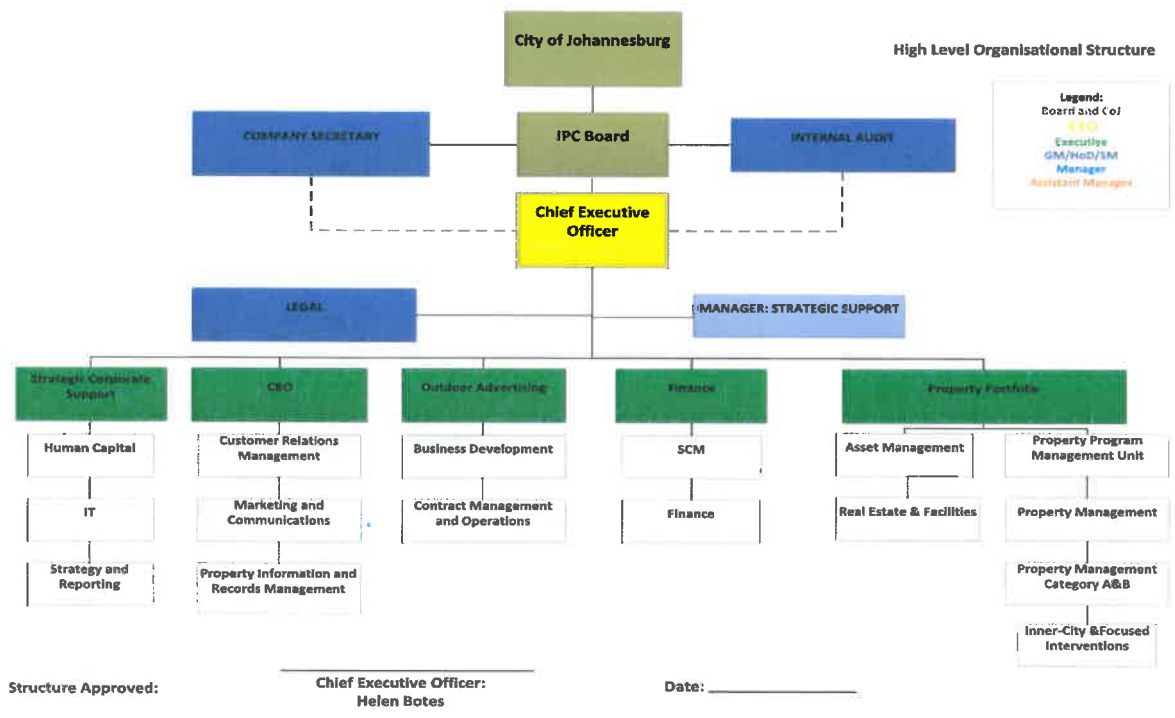 City of Johannesburg
High Level Organisational Structure
Legend:
Board and CoJ
CEO
Executive
GM/HoD/SM
Manager
Assistant Manager
COMPANY SECRETARY
JPC Board
INTERNAL AUDIT
Chief Executive
Officer
LEGAL
MANAGER: STRATEGIC SUPPORT
Strategic Corporate
Support
CBO
Outdoor Advertising
Finance
Property Portfolio
Human Capital
Customer Relations
Management
Business Development
SCM
Asset Management
Property Program
Management Unit
IT
Marketing and
Communications
Contract Management
and Operations
Finance
Real Estate & Facilities
Property Management
Strategy and
Reporting
Property Information and
Records Management
Property Management
Category A&B
Inner-City &Focused
Interventions
Structure Approved:
Chief Executive Officer:
Helen Botes
Date: